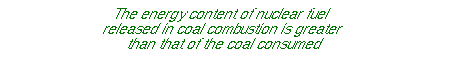 The energy content of nuclear fuel
released in coal combustion is greater
than that of the coal consumed